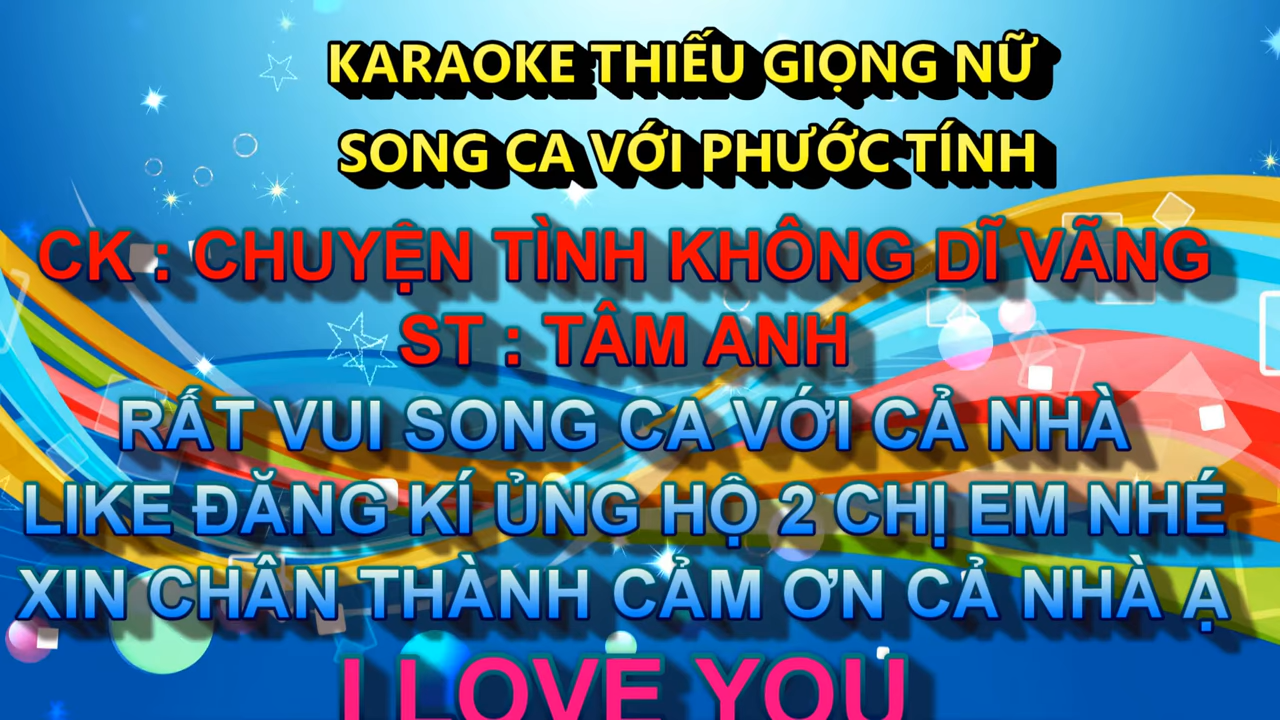 KARAOKE THIẾU GIỌNG NỮ
SONG CA VỚI PHƯỚC TÍNH
CK : CHUYỆN TÌNH KHÔNG DĨ VÃNG
ST : TÂM ANH
RẤT VUI SONG CA VỚI CẢ NHÀ
LIKE ĐĂNG KÍ ỦNG HỘ 2 CHỊ EM NHÉ
XIN CHÂN THÀNH CẢM ƠN CẢ NHÀ Ạ
I LOVE YOU